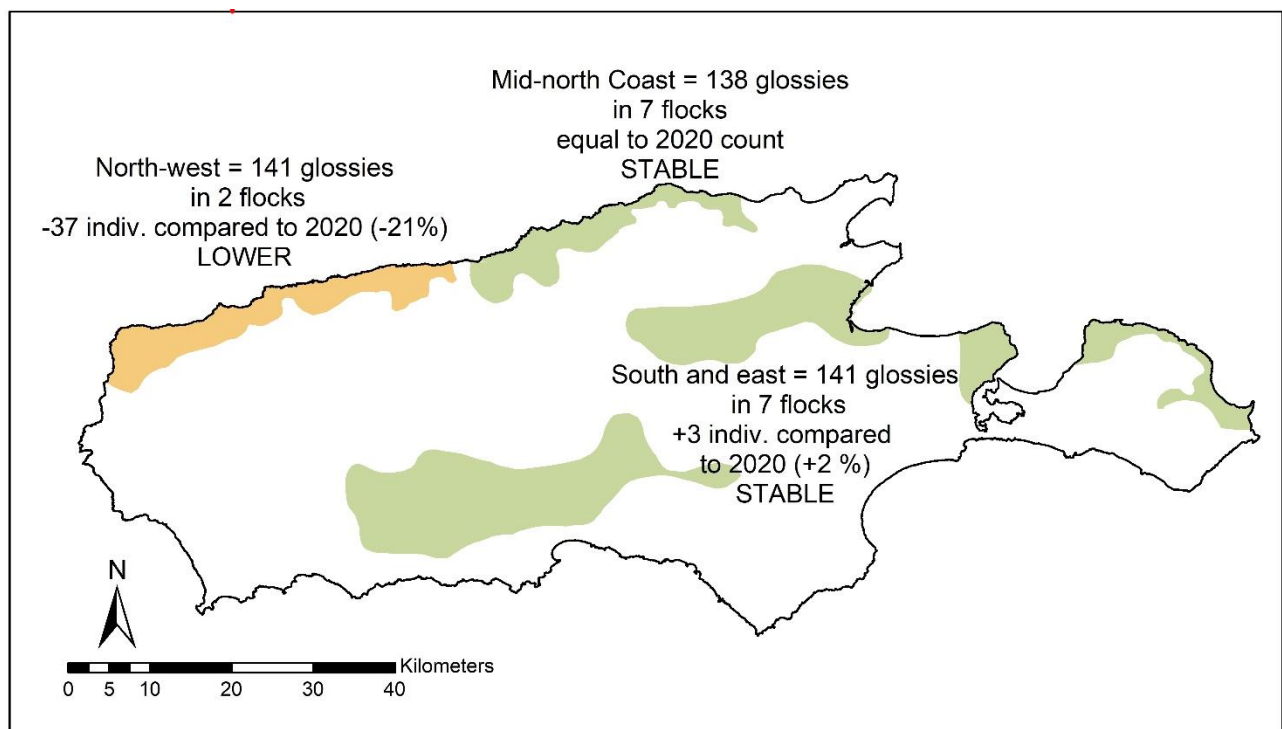 Mid-north Coast = 138 glossies
in 7 flocks
equal to 2020 count
STABLE
North-west = 141 glossies
in 2 flocks
-37 indiv. compared to 2020 (-21%)
LOWER
South and east = 141 glossies
in 7 flocks
+3 indiv. compared
to 2020 (+2 %)
STABLE
N
Kilometers
0 5 10 20 30 40